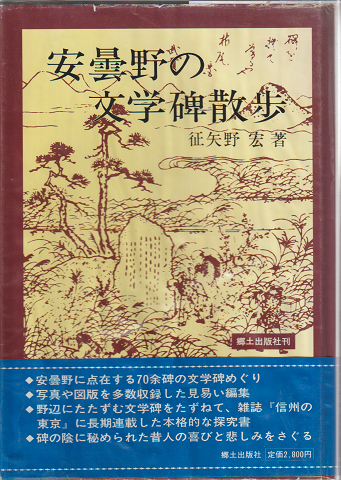 安曇野の
文学碑散歩
征矢野 宏 著
郷土出版社刊
◆安曇野に点在する70余碑の文学碑めぐり
◆写真や図版を多数収録した見易い編集
◆野辺にたたずむ文学碑をたずねて、雑誌『信州の
東京』に長期連載した本格的な探究書
◆碑の陰に秘められた昔人の喜びと悲しみをさぐる
郷土出版社 定価2,800円